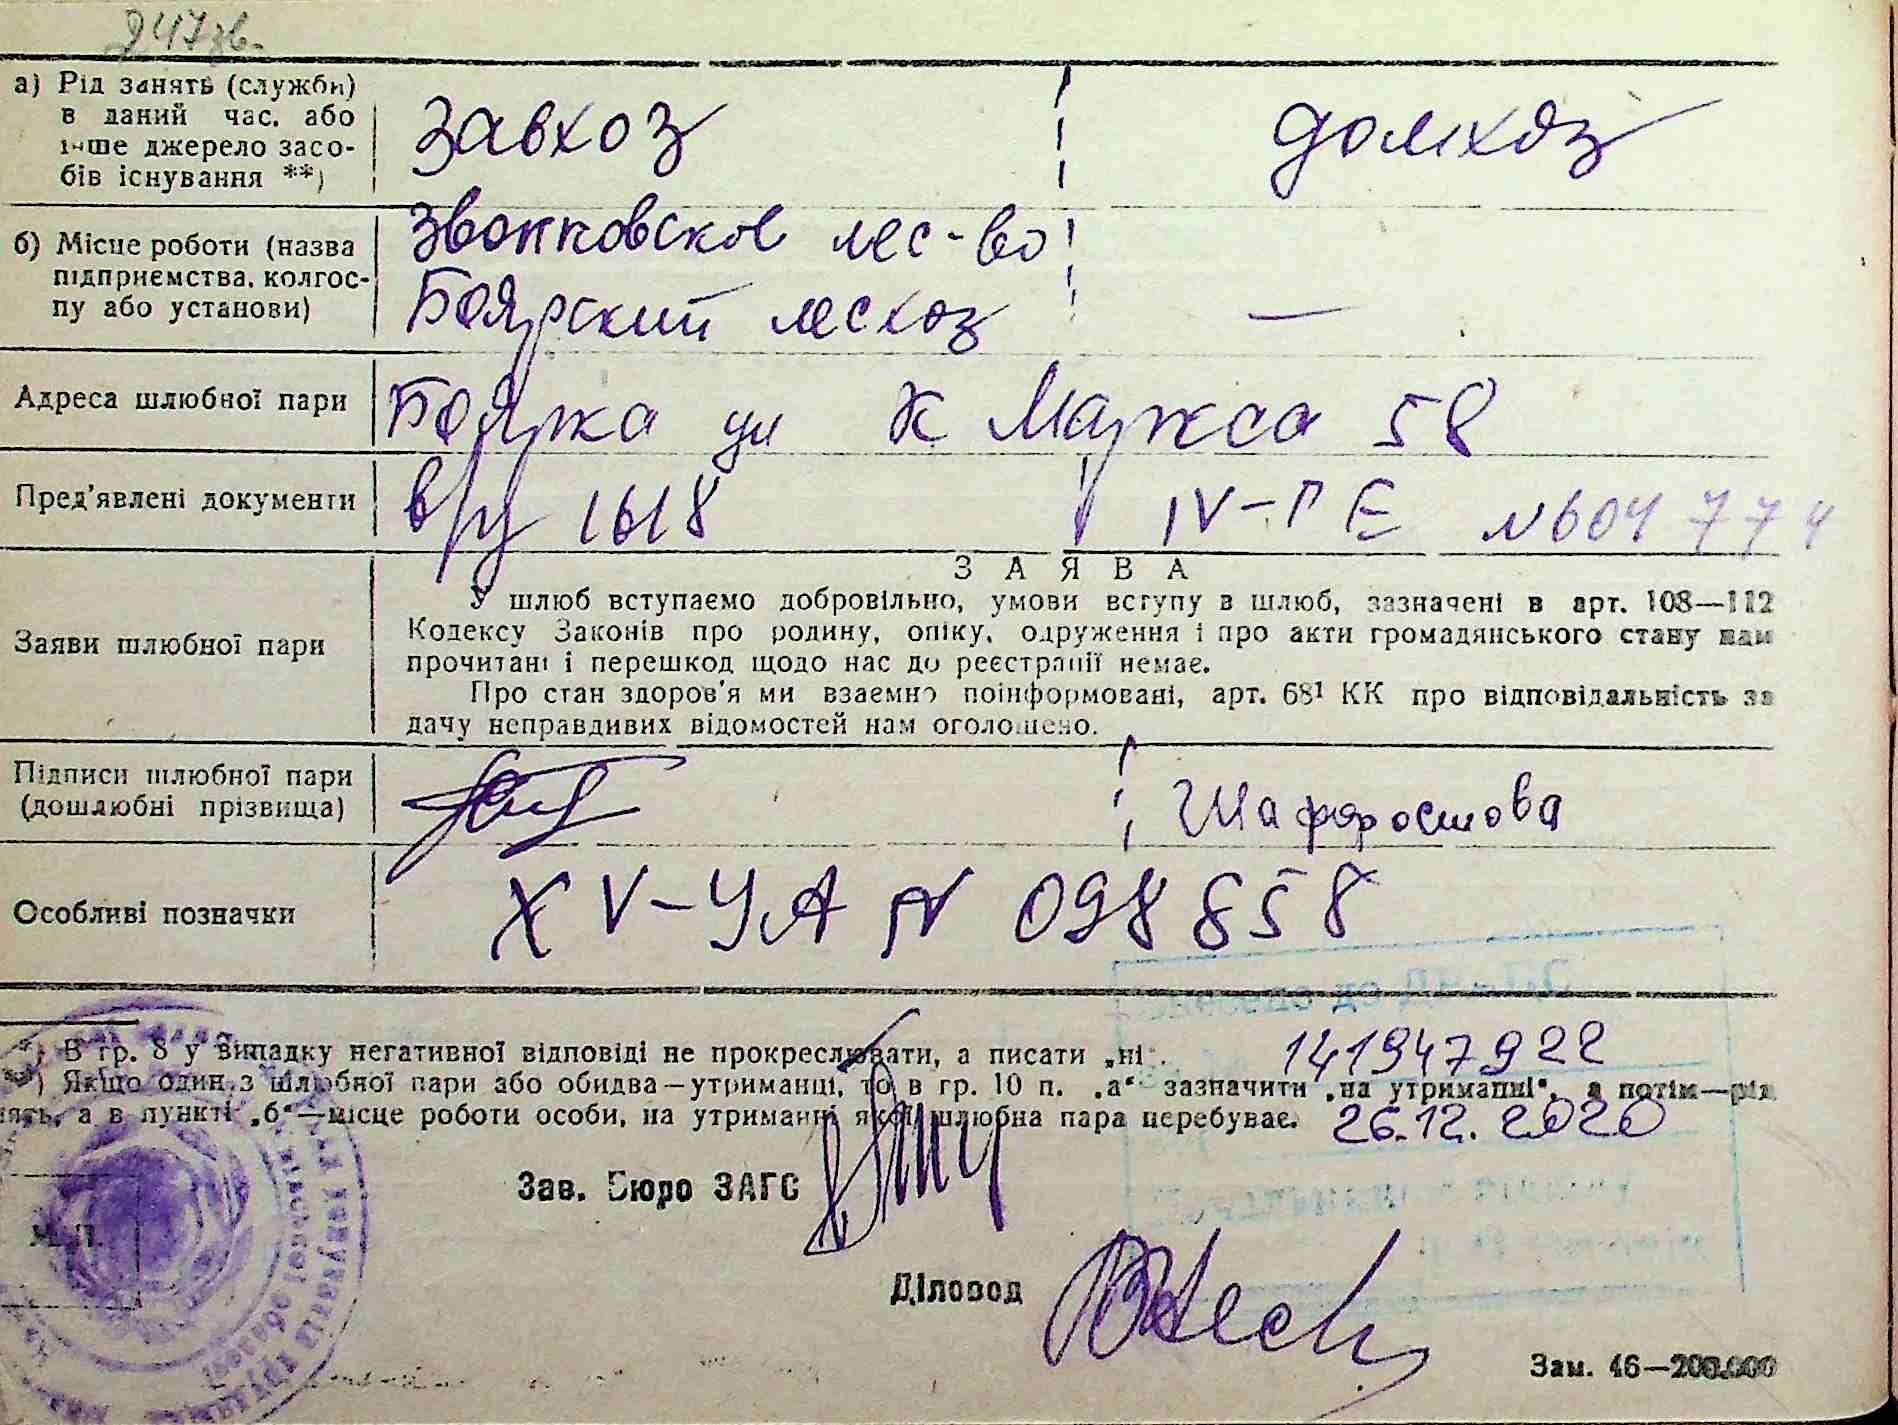 247зв.
а) Рід занять (служби) в даний час, або інше джерело засобів існування **)
завхоз
домхоз
б) Місце роботи (назва підприємства, колгоспу або установи)
Звонковское лес-во
Боярский лесхоз
—
Адреса шлюбної пари
Боярка ул К Маркса 58
Пред'явлені документи
в/у 1618
IV-ГЕ №604774
ЗАЯВА
Заяви шлюбної пари
У шлюб вступаємо добровільно, умови вступу в шлюб, зазначені в арт. 108—112
Кодексу Законів про родину, опіку, одруження і про акти громадянського стану нам
прочитані і перешкод щодо нас до реєстрації немає.
Про стан здоров'я ми взаємно поінформовані, арт. 68¹ КК про відповідальність за
дачу неправдивих відомостей нам оголошено.
Підписи шлюбної пари
(дошлюбні прізвища)
Шафоростова
Особливі позначки
XV-УА N 098858
*) В гр. 8 у випадку негативної відповіді не прокреслювати, а писати „ні“.
141947922
**) Якщо один з шлюбної пари або обидва—утриманці, то в гр. 10 п. „а“ зазначити „на утриманні“, а потім—рід
нять, а в пункті „б“—місце роботи особи, на утриманні якої шлюбна пара перебуває.
26.12.2020
Зав. Бюро ЗАГС
М.П.
Діловод
Зам. 46—200.000